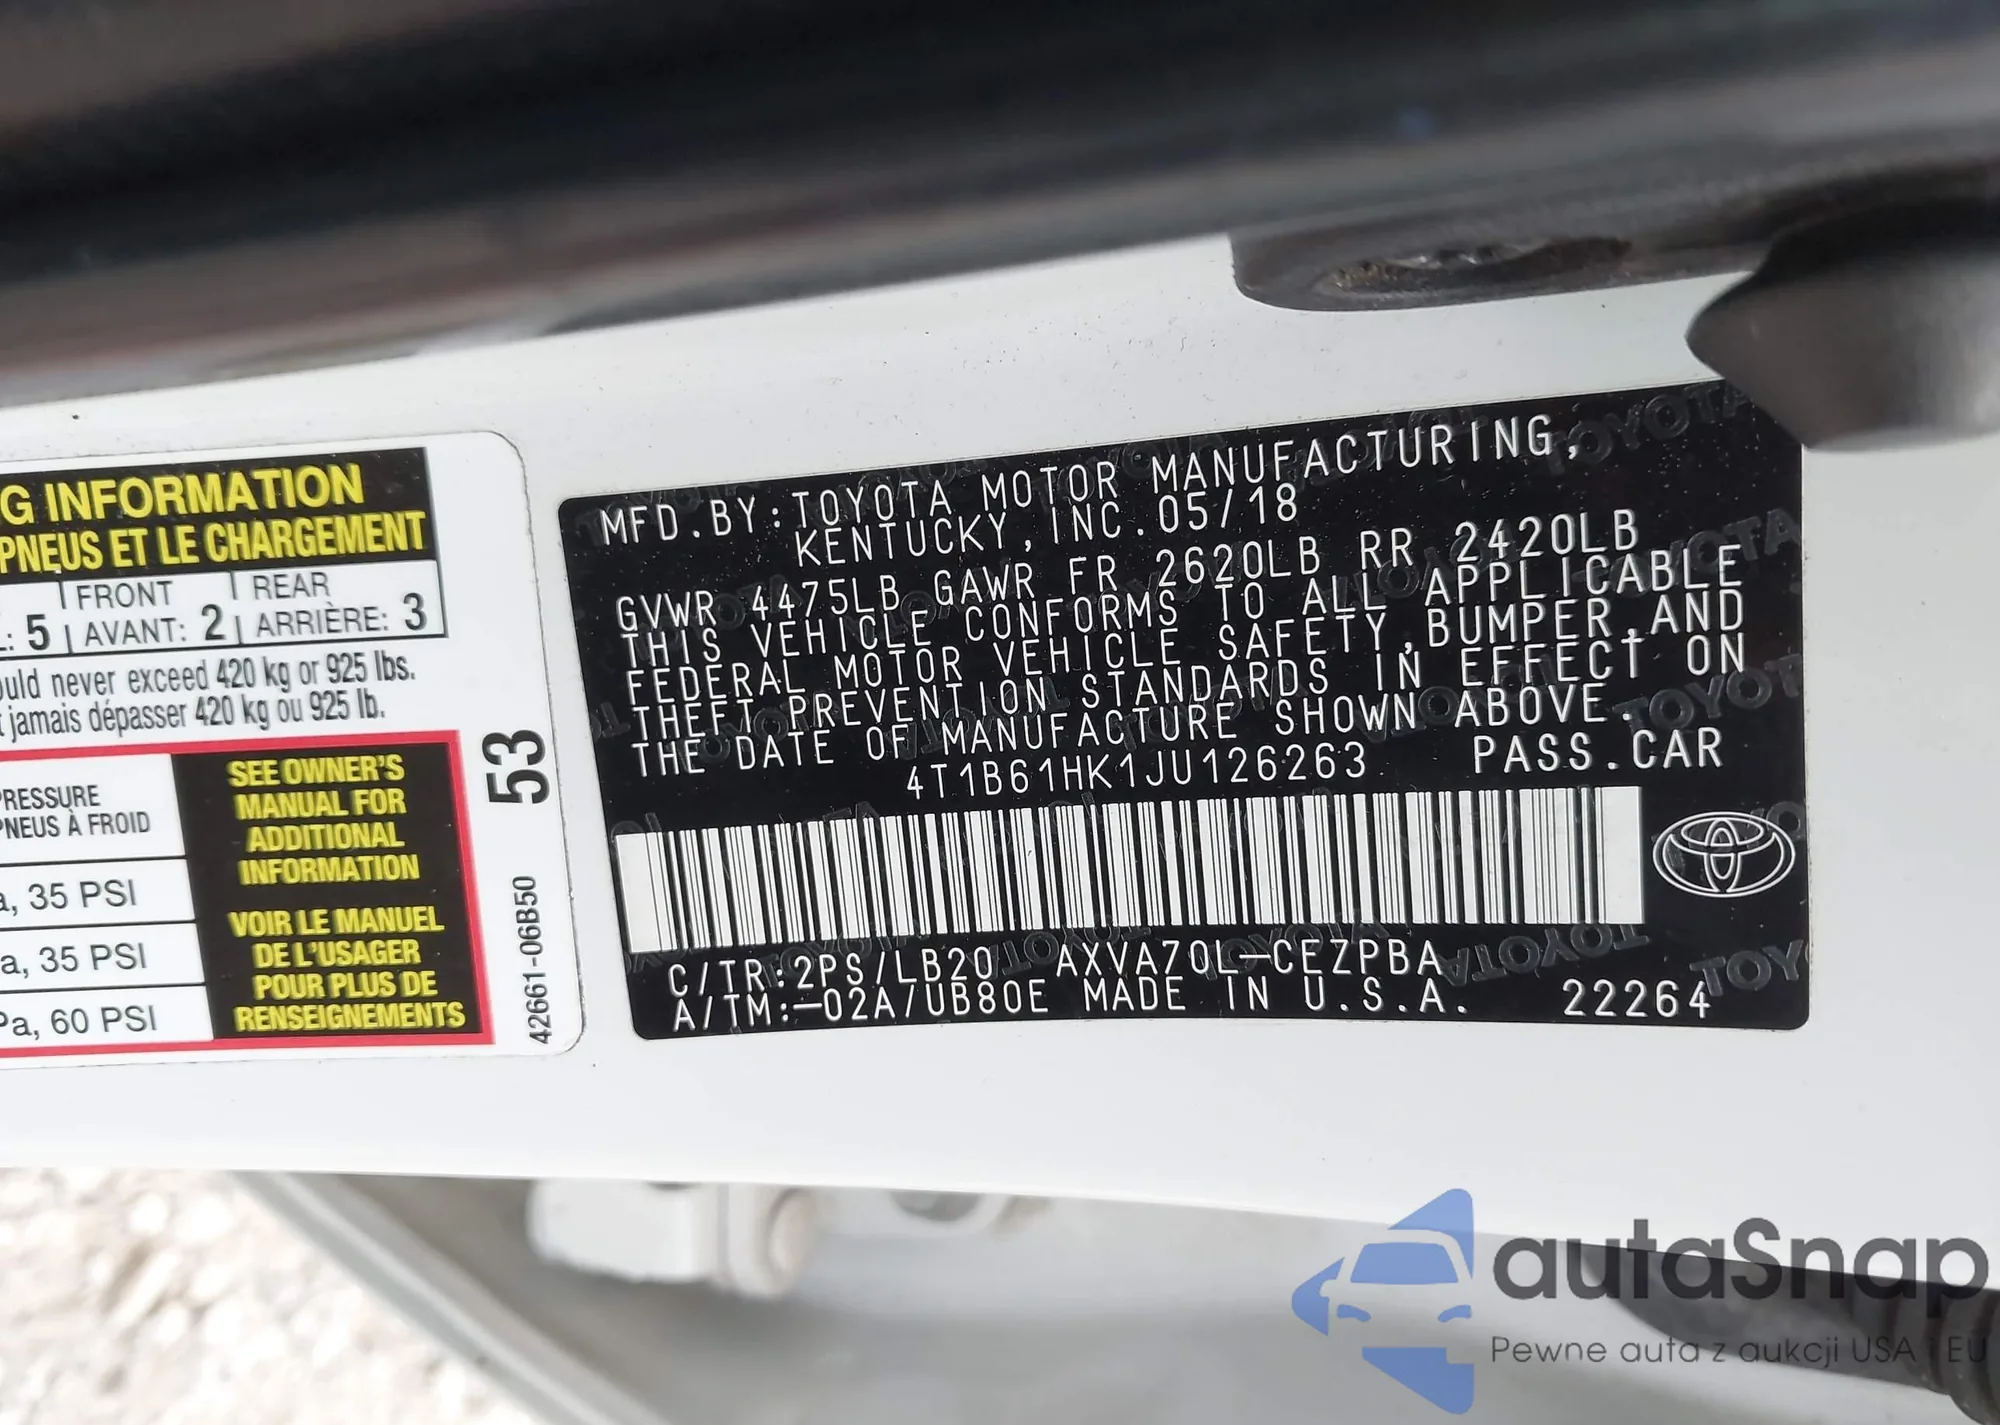 G INFORMATION
PNEUS ET LE CHARGEMENT
FRONT REAR
: 5 AVANT: 2 ARRIÈRE: 3
never exceed 420 kg or 925 lbs.
jamais dépasser 420 kg ou 925 lb.
SEE OWNER'S
MANUAL FOR
ADDITIONAL
INFORMATION
VOIR LE MANUEL
DE L'USAGER
POUR PLUS DE
RENSEIGNEMENTS
PNEUS À FROID
, 35 PSI
a, 35 PSI
Pa, 60 PSI
53
42661-06B50
MFD.BY:TOYOTA MOTOR MANUFACTURING,
KENTUCKY,INC.05/18
GVWR 4475LB GAWR FR 2620LB RR 2420LB
THIS VEHICLE CONFORMS TO ALL APPLICABLE
FEDERAL MOTOR VEHICLE SAFETY,BUMPER,AND
THEFT PREVENTION STANDARDS IN EFFECT ON
THE DATE OF MANUFACTURE SHOWN ABOVE.
4T1B61HK1JU126263 PASS.CAR
C/TR:2PS/LB20 AXVA70L-CEZPBA
A/TM:-02A/UB80E MADE IN U.S.A. 22264
autaSnap
Pewne auta z aukcji USA i EU